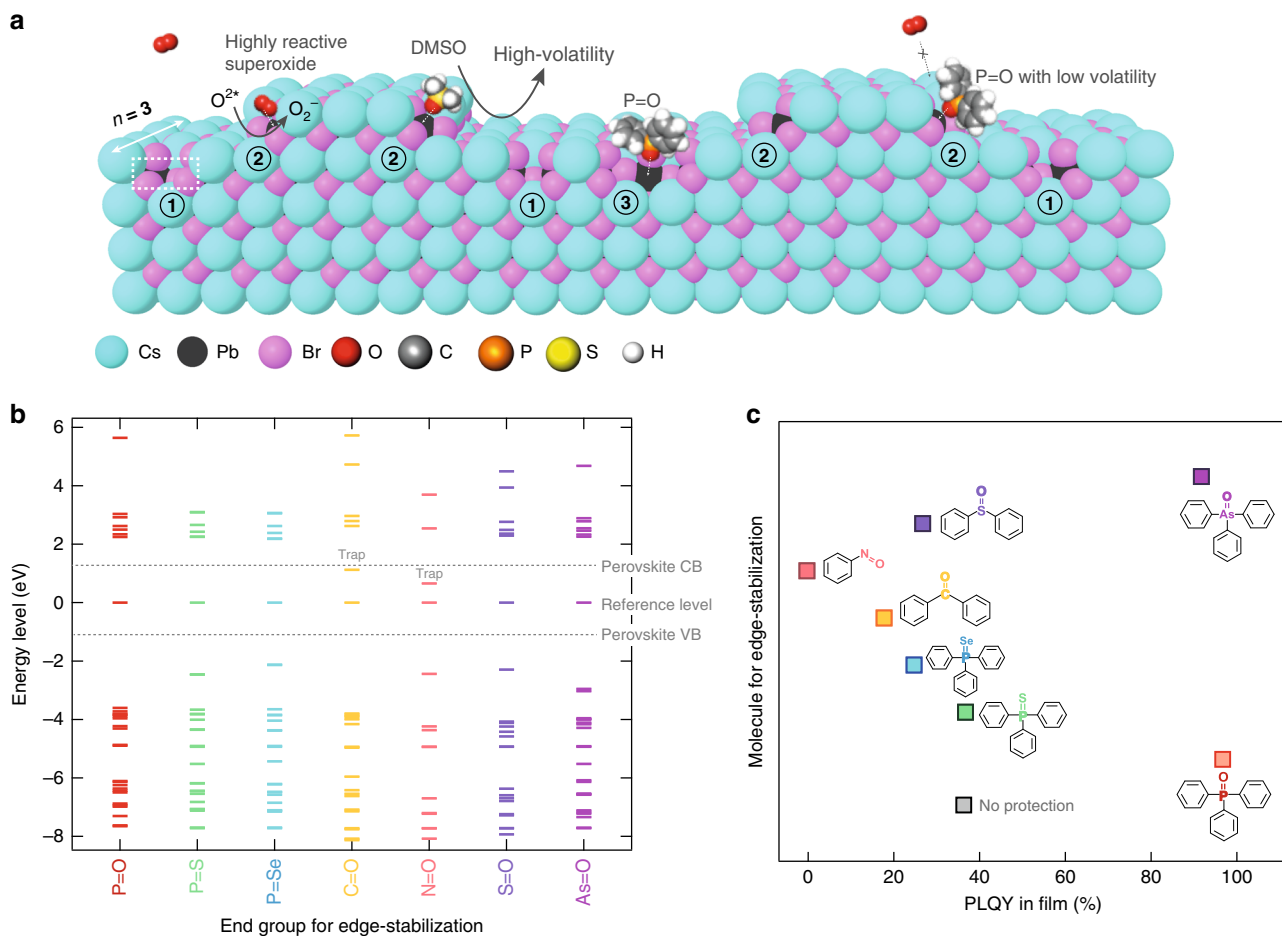 a
Highly reactive
superoxide
O²* O₂⁻
DMSO
High-volatility
P=O
P=O with low volatility
n = 3
② ② ② ②
① ① ③ ①
Cs Pb Br O C P S H
b
6
4
2
0
−2
−4
−6
−8
Energy level (eV)
Trap
Trap
Perovskite CB
Reference level
Perovskite VB
P=O P=S P=Se C=O N=O S=O As=O
End group for edge-stabilization
c
Molecule for edge-stabilization
O
S
O
As
N
O
O
C
Se
P
S
P
O
P
No protection
0 20 40 60 80 100
PLQY in film (%)